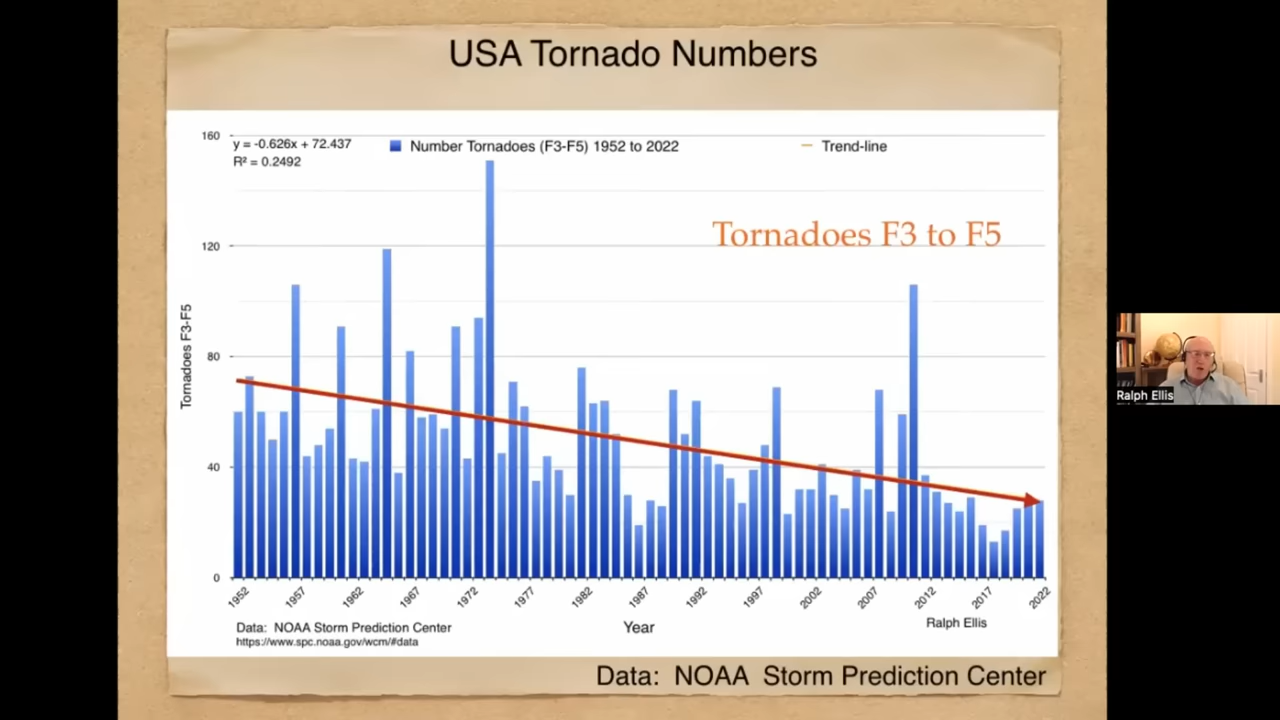 USA Tornado Numbers
160
y = -0.626x + 72.437
R² = 0.2492
Number Tornadoes (F3-F5) 1952 to 2022
Trend-line
Tornadoes F3 to F5
120
Tornadoes F3-F5
80
40
0
1952
1957
1962
1967
1972
1977
1982
1987
1992
1997
2002
2007
2012
2017
2022
Data: NOAA Storm Prediction Center
https://www.spc.noaa.gov/wcm/#data
Year
Ralph Ellis
Data: NOAA Storm Prediction Center
Ralph Ellis